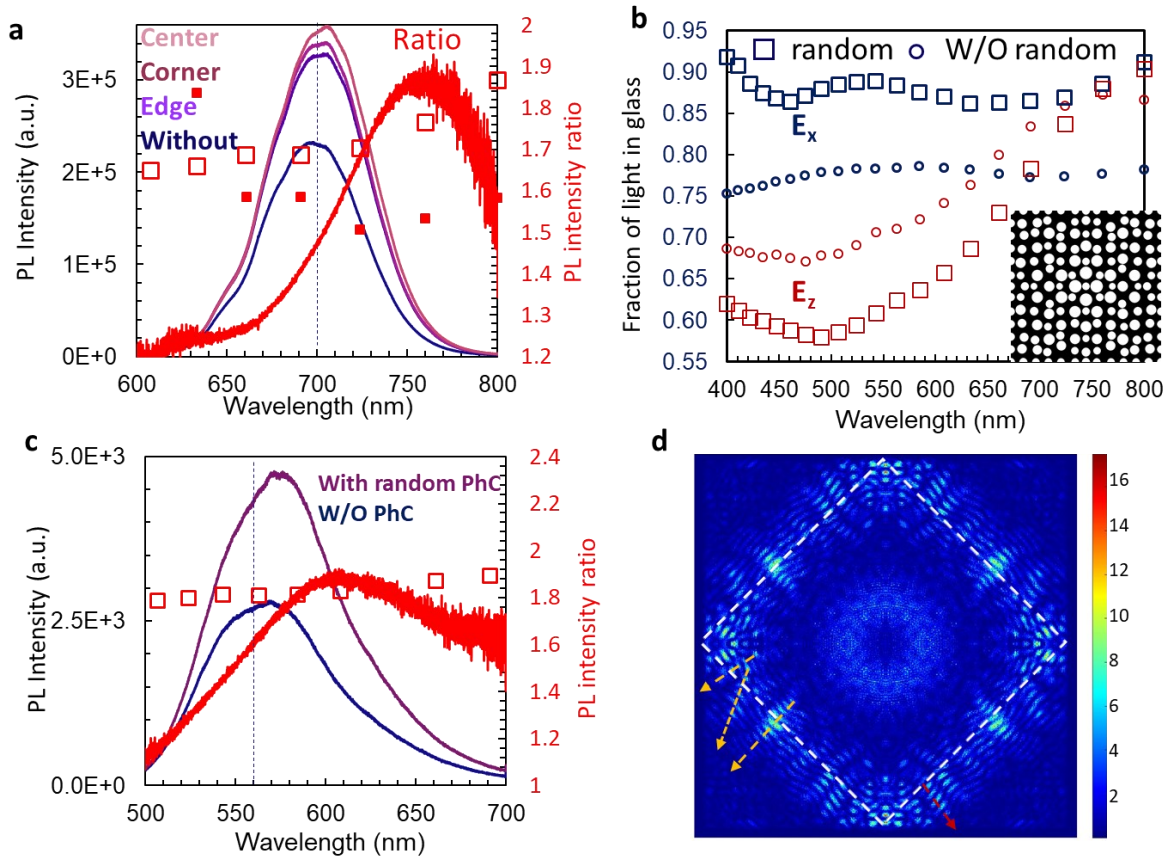 a
Center
Corner
Edge
Without
Ratio
PL Intensity (a.u.)
3E+5
2E+5
1E+5
0E+0
600
650
700
750
800
Wavelength (nm)
2
1.9
1.8
1.7
1.6
1.5
1.4
1.3
1.2
PL intensity ratio
b
random
W/O random
Ex
Ez
Fraction of light in glass
0.95
0.90
0.85
0.80
0.75
0.70
0.65
0.60
0.55
400
450
500
550
600
650
700
750
800
Wavelength (nm)
c
With random PhC
W/O PhC
PL Intensity (a.u.)
5.0E+3
2.5E+3
0.0E+0
500
550
600
650
700
Wavelength (nm)
2.4
2.2
2
1.8
1.6
1.4
1.2
1
PL intensity ratio
d
16
14
12
10
8
6
4
2